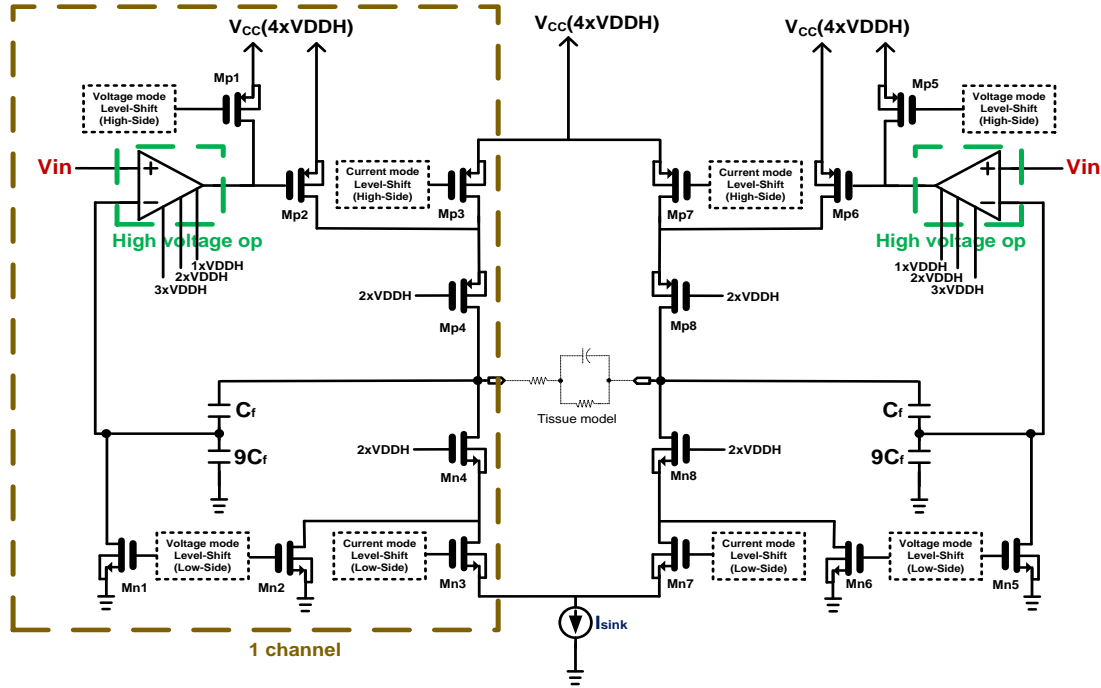 VCC(4xVDDH)
VCC(4xVDDH)
VCC(4xVDDH)
Mp1
Mp5
Voltage mode
Level-Shift
(High-Side)
Voltage mode
Level-Shift
(High-Side)
Vin
Vin
+
+
−
−
Current mode
Level-Shift
(High-Side)
Current mode
Level-Shift
(High-Side)
Mp2
Mp3
Mp7
Mp6
High voltage op
High voltage op
1xVDDH
2xVDDH
3xVDDH
1xVDDH
2xVDDH
3xVDDH
2xVDDH
2xVDDH
Mp4
Mp8
Tissue model
Cf
Cf
9Cf
9Cf
2xVDDH
2xVDDH
Mn4
Mn8
Voltage mode
Level-Shift
(Low-Side)
Current mode
Level-Shift
(Low-Side)
Current mode
Level-Shift
(Low-Side)
Voltage mode
Level-Shift
(Low-Side)
Mn1
Mn2
Mn3
Mn7
Mn6
Mn5
Isink
1 channel